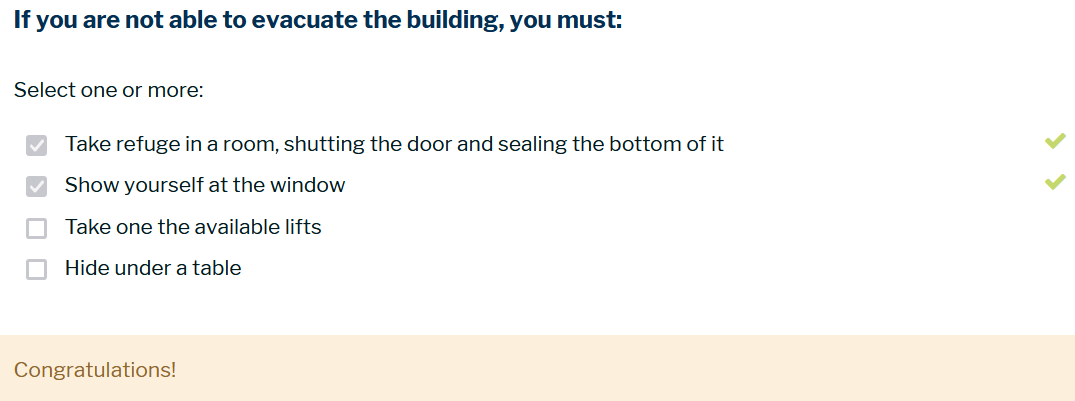 If you are not able to evacuate the building, you must:
Select one or more:
Take refuge in a room, shutting the door and sealing the bottom of it
Show yourself at the window
Take one the available lifts
Hide under a table
Congratulations!